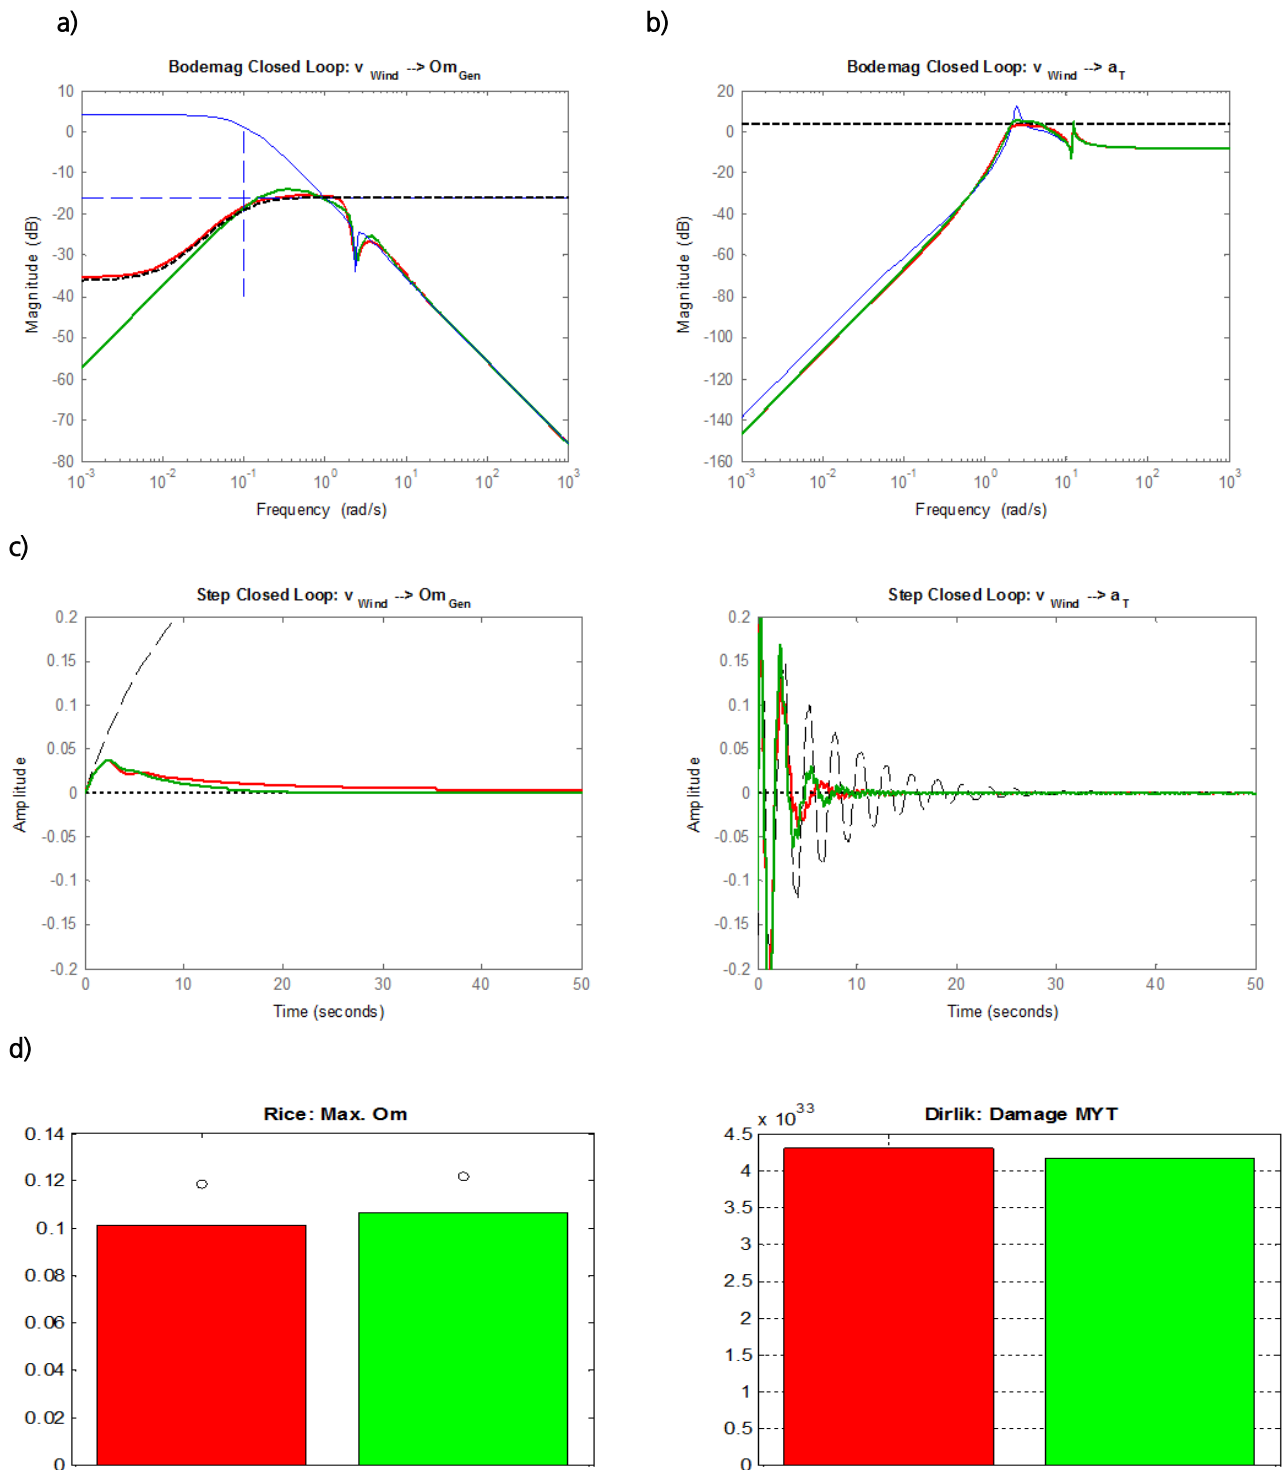 a)
b)
Bodemag Closed Loop: v Wind --> Om Gen
10
0
-10
-20
-30
-40
-50
-60
-70
-80
Magnitude (dB)
10-3 10-2 10-1 100 101 102 103
Frequency (rad/s)
Bodemag Closed Loop: v Wind --> a T
20
0
-20
-40
-60
-80
-100
-120
-140
-160
Magnitude (dB)
10-3 10-2 10-1 100 101 102 103
Frequency (rad/s)
c)
Step Closed Loop: v Wind --> Om Gen
0.2
0.15
0.1
0.05
0
-0.05
-0.1
-0.15
-0.2
Amplitude
0 10 20 30 40 50
Time (seconds)
Step Closed Loop: v Wind --> a T
0.2
0.15
0.1
0.05
0
-0.05
-0.1
-0.15
-0.2
Amplitude
0 10 20 30 40 50
Time (seconds)
d)
Rice: Max. Om
0.14
0.12
0.1
0.08
0.06
0.04
0.02
0
Dirlik: Damage MYT
x 1033
4.5
4
3.5
3
2.5
2
1.5
1
0.5
0